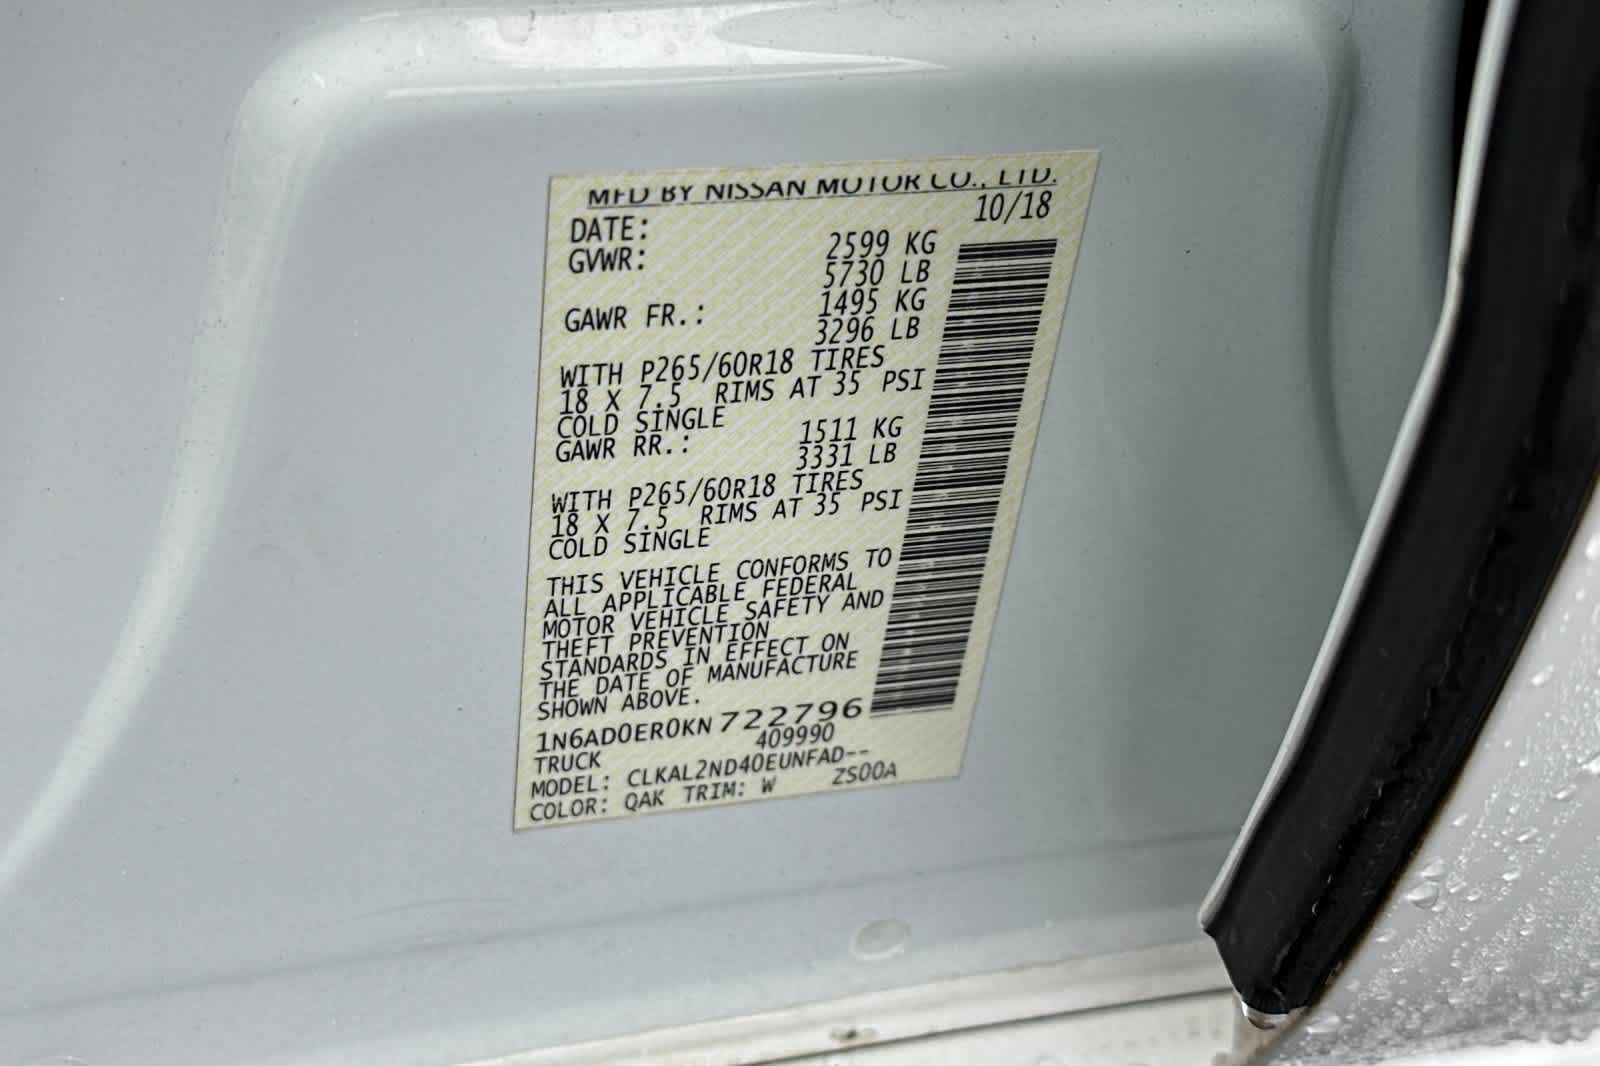 MFD BY NISSAN MOTOR CO., LTD.
DATE: 10/18
GVWR: 2599 KG
5730 LB
GAWR FR.: 1495 KG
3296 LB
WITH P265/60R18 TIRES
18 X 7.5 RIMS AT 35 PSI
COLD SINGLE
GAWR RR.: 1511 KG
3331 LB
WITH P265/60R18 TIRES
18 X 7.5 RIMS AT 35 PSI
COLD SINGLE
THIS VEHICLE CONFORMS TO
ALL APPLICABLE FEDERAL
MOTOR VEHICLE SAFETY AND
THEFT PREVENTION
STANDARDS IN EFFECT ON
THE DATE OF MANUFACTURE
SHOWN ABOVE.
1N6AD0ER0KN722796
TRUCK 409990
MODEL: CLKAL2ND40EUNFAD--
COLOR: QAK TRIM: W ZS00A